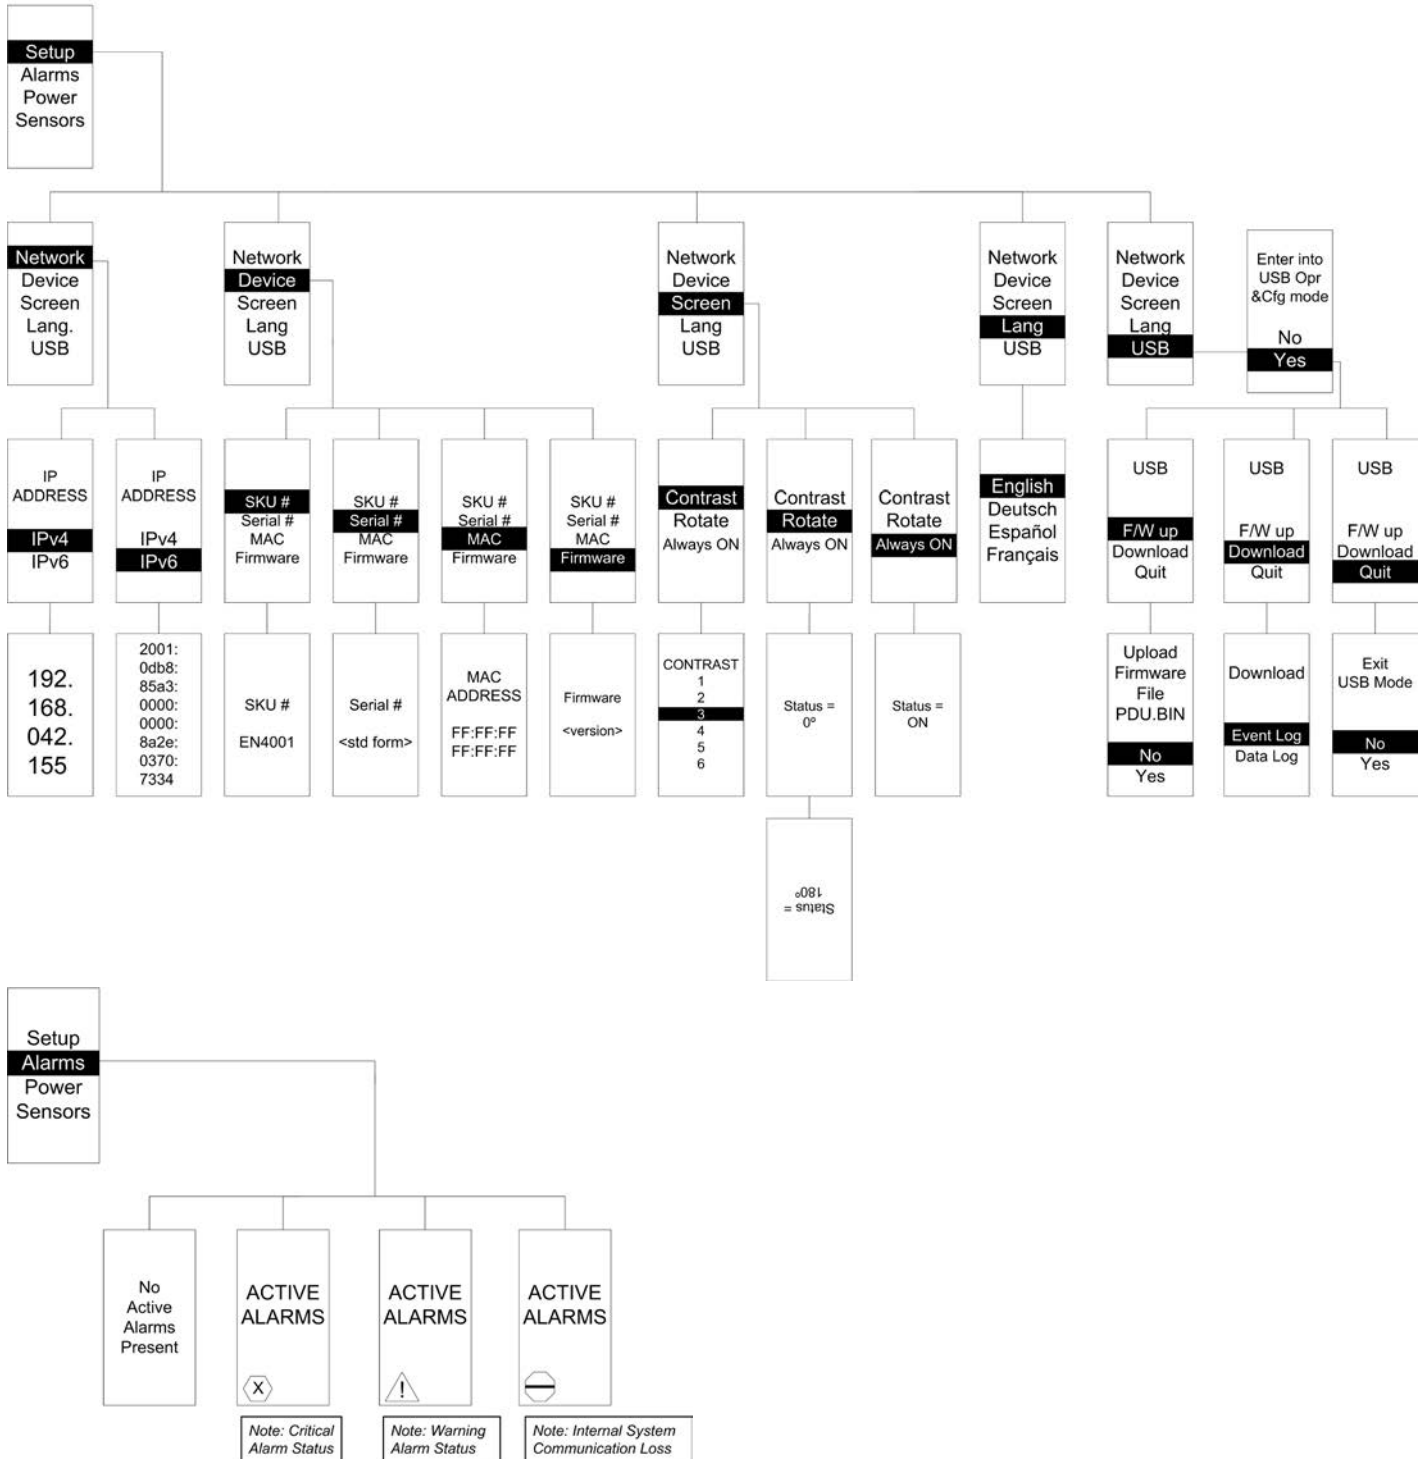 Setup
Alarms
Power
Sensors
Network
Device
Screen
Lang.
USB
Network
Device
Screen
Lang
USB
Network
Device
Screen
Lang
USB
Network
Device
Screen
Lang
USB
Network
Device
Screen
Lang
USB
Enter into
USB Opr
&Cfg mode
No
Yes
IP
ADDRESS
IPv4
IPv6
IP
ADDRESS
IPv4
IPv6
SKU #
Serial #
MAC
Firmware
SKU #
Serial #
MAC
Firmware
SKU #
Serial #
MAC
Firmware
SKU #
Serial #
MAC
Firmware
Contrast
Rotate
Always ON
Contrast
Rotate
Always ON
Contrast
Rotate
Always ON
English
Deutsch
Español
Français
USB
F/W up
Download
Quit
USB
F/W up
Download
Quit
USB
F/W up
Download
Quit
192.
168.
042.
155
2001:
0db8:
85a3:
0000:
0000:
8a2e:
0370:
7334
SKU #
EN4001
Serial #
<std form>
MAC
ADDRESS
FF:FF:FF
FF:FF:FF
Firmware
<version>
CONTRAST
1
2
3
4
5
6
Status =
0º
Status =
ON
Upload
Firmware
File
PDU.BIN
No
Yes
Download
Event Log
Data Log
Exit
USB Mode
No
Yes
Status =
180º
Setup
Alarms
Power
Sensors
No
Active
Alarms
Present
ACTIVE
ALARMS
X
ACTIVE
ALARMS
!
ACTIVE
ALARMS
Note: Critical
Alarm Status
Note: Warning
Alarm Status
Note: Internal System
Communication Loss